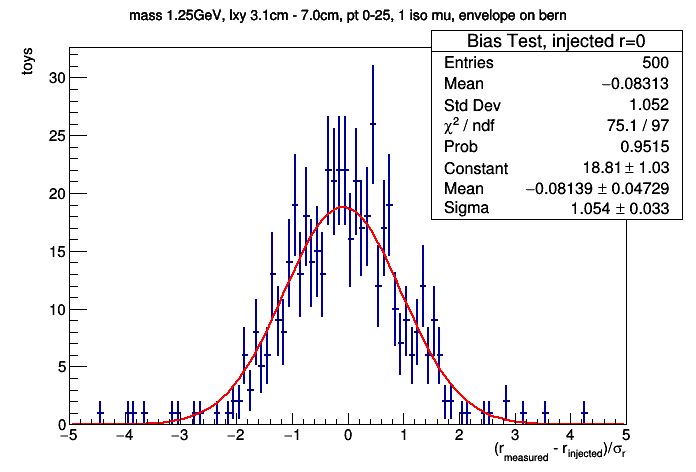 mass 1.25GeV, lxy 3.1cm - 7.0cm, pt 0-25, 1 iso mu, envelope on bern
Bias Test, injected r=0
Entries 500
Mean −0.08313
Std Dev 1.052
χ² / ndf 75.1 / 97
Prob 0.9515
Constant 18.81 ± 1.03
Mean −0.08139 ± 0.04729
Sigma 1.054 ± 0.033
toys
30
25
20
15
10
5
0
−5 −4 −3 −2 −1 0 1 2 3 4 5
(r_measured - r_injected)/σ_r